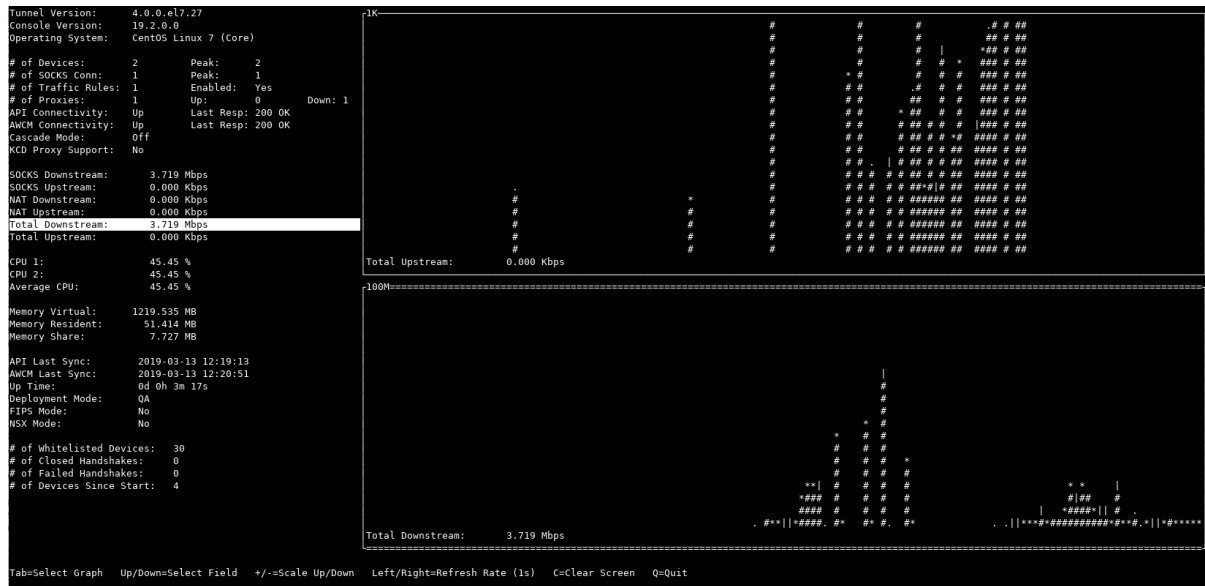 Tunnel Version: 4.0.0.el7.27
Console Version: 19.2.0.0
Operating System: CentOS Linux 7 (Core)
# of Devices: 2 Peak: 2
# of SOCKS Conn: 1 Peak: 1
# of Traffic Rules: 1 Enabled: Yes
# of Proxies: 1 Up: 0 Down: 1
API Connectivity: Up Last Resp: 200 OK
AWCM Connectivity: Up Last Resp: 200 OK
Cascade Mode: Off
KCD Proxy Support: No
SOCKS Downstream: 3.719 Mbps
SOCKS Upstream: 0.000 Kbps
NAT Downstream: 0.000 Kbps
NAT Upstream: 0.000 Kbps
Total Downstream: 3.719 Mbps
Total Upstream: 0.000 Kbps
CPU 1: 45.45 %
CPU 2: 45.45 %
Average CPU: 45.45 %
Memory Virtual: 1219.535 MB
Memory Resident: 51.414 MB
Memory Share: 7.727 MB
API Last Sync: 2019-03-13 12:19:13
AWCM Last Sync: 2019-03-13 12:20:51
Up Time: 0d 0h 3m 17s
Deployment Mode: QA
FIPS Mode: No
NSX Mode: No
# of Whitelisted Devices: 30
# of Closed Handshakes: 0
# of Failed Handshakes: 0
# of Devices Since Start: 4
1K
Total Upstream: 0.000 Kbps
100M
Total Downstream: 3.719 Mbps
Tab=Select Graph Up/Down=Select Field +/-=Scale Up/Down Left/Right=Refresh Rate (1s) C=Clear Screen Q=Quit